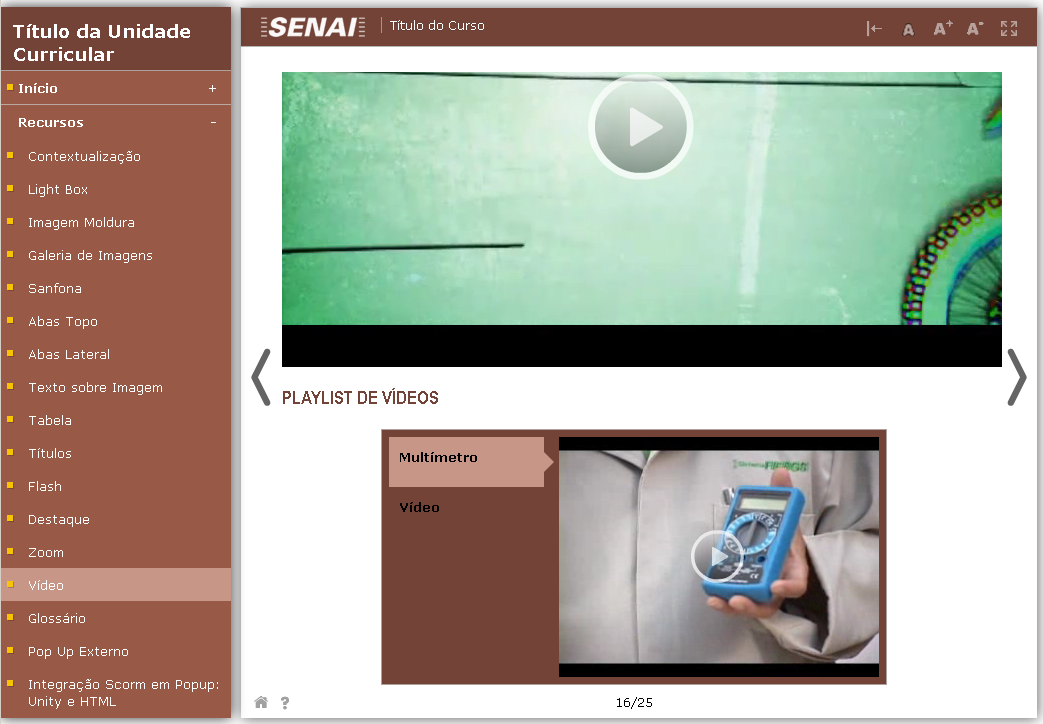 Título da Unidade
Curricular
Início +
Recursos -
Contextualização
Light Box
Imagem Moldura
Galeria de Imagens
Sanfona
Abas Topo
Abas Lateral
Texto sobre Imagem
Tabela
Títulos
Flash
Destaque
Zoom
Vídeo
Glossário
Pop Up Externo
Integração Scorm em Popup:
Unity e HTML
SENAI Título do Curso
A A+ A-
PLAYLIST DE VÍDEOS
Multímetro
Vídeo
? 16/25